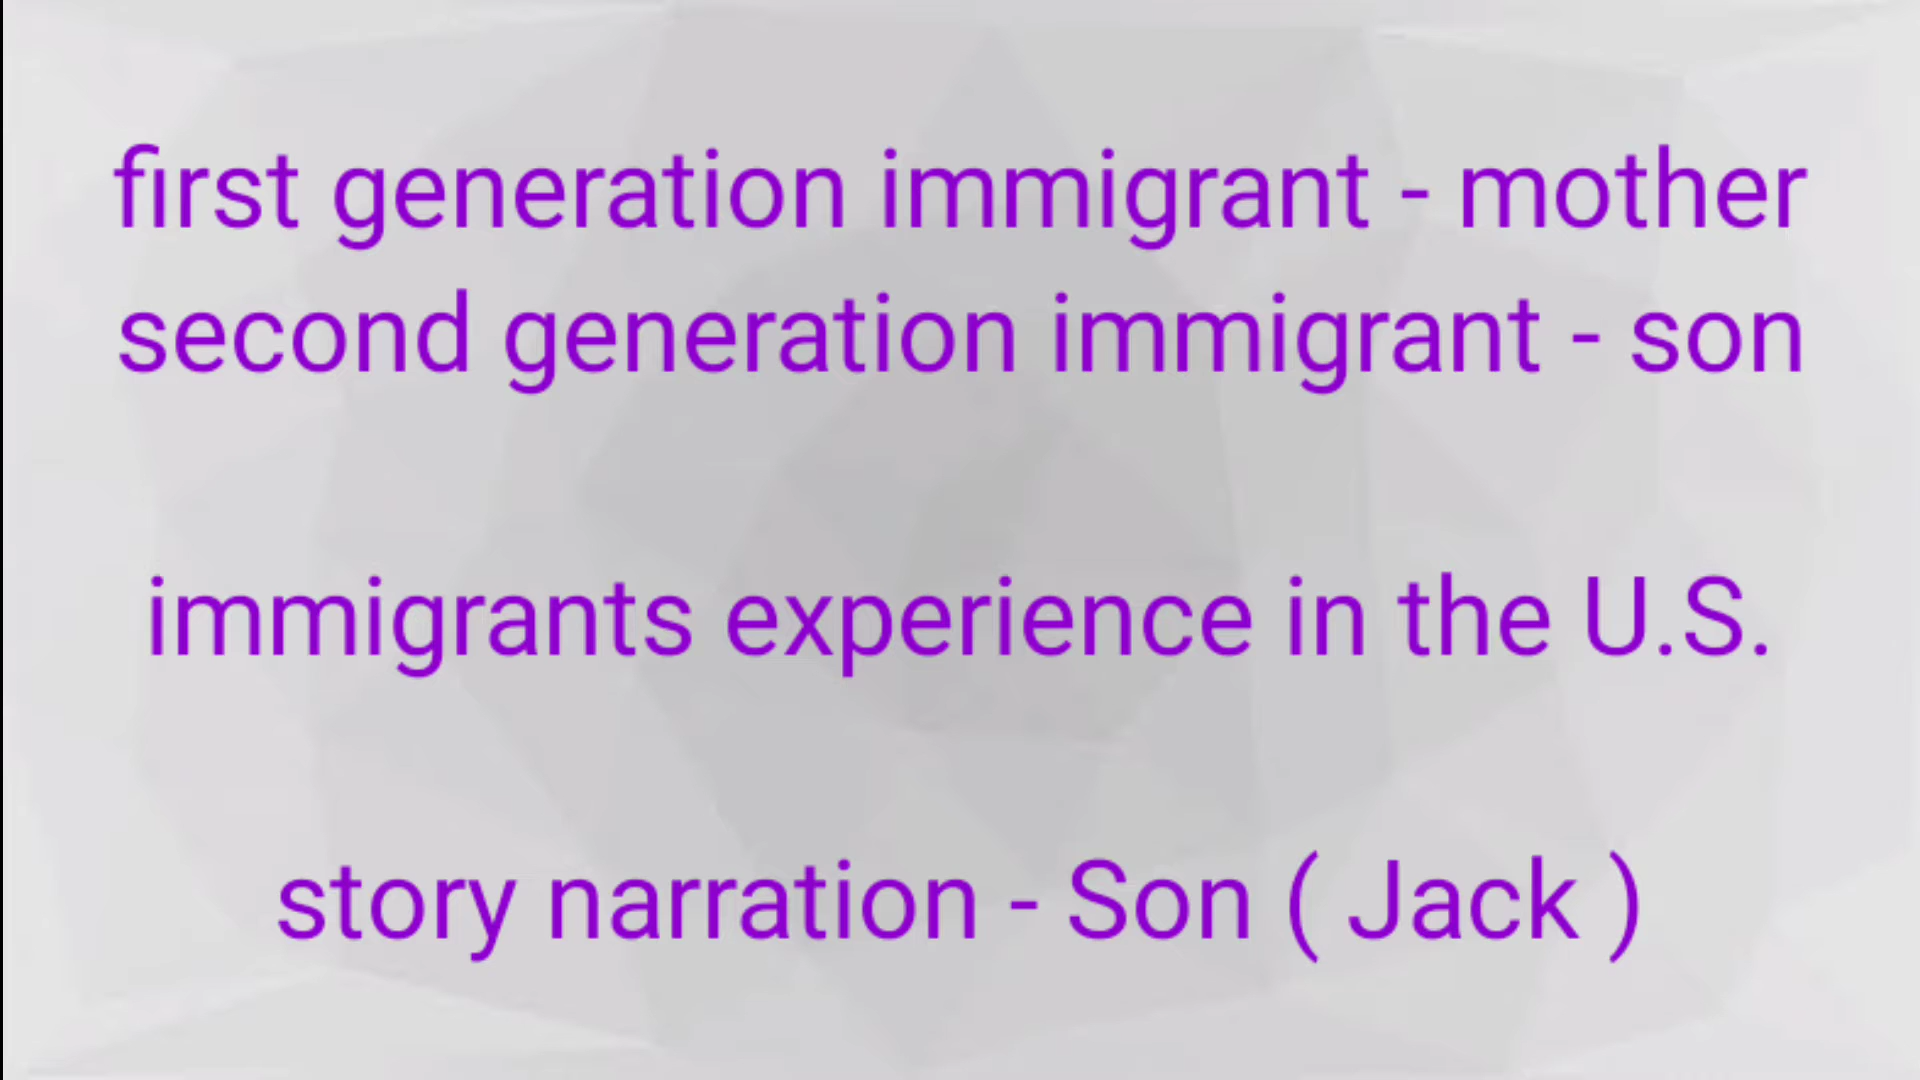 first generation immigrant - mother
second generation immigrant - son
immigrants experience in the U.S.
story narration - Son ( Jack )